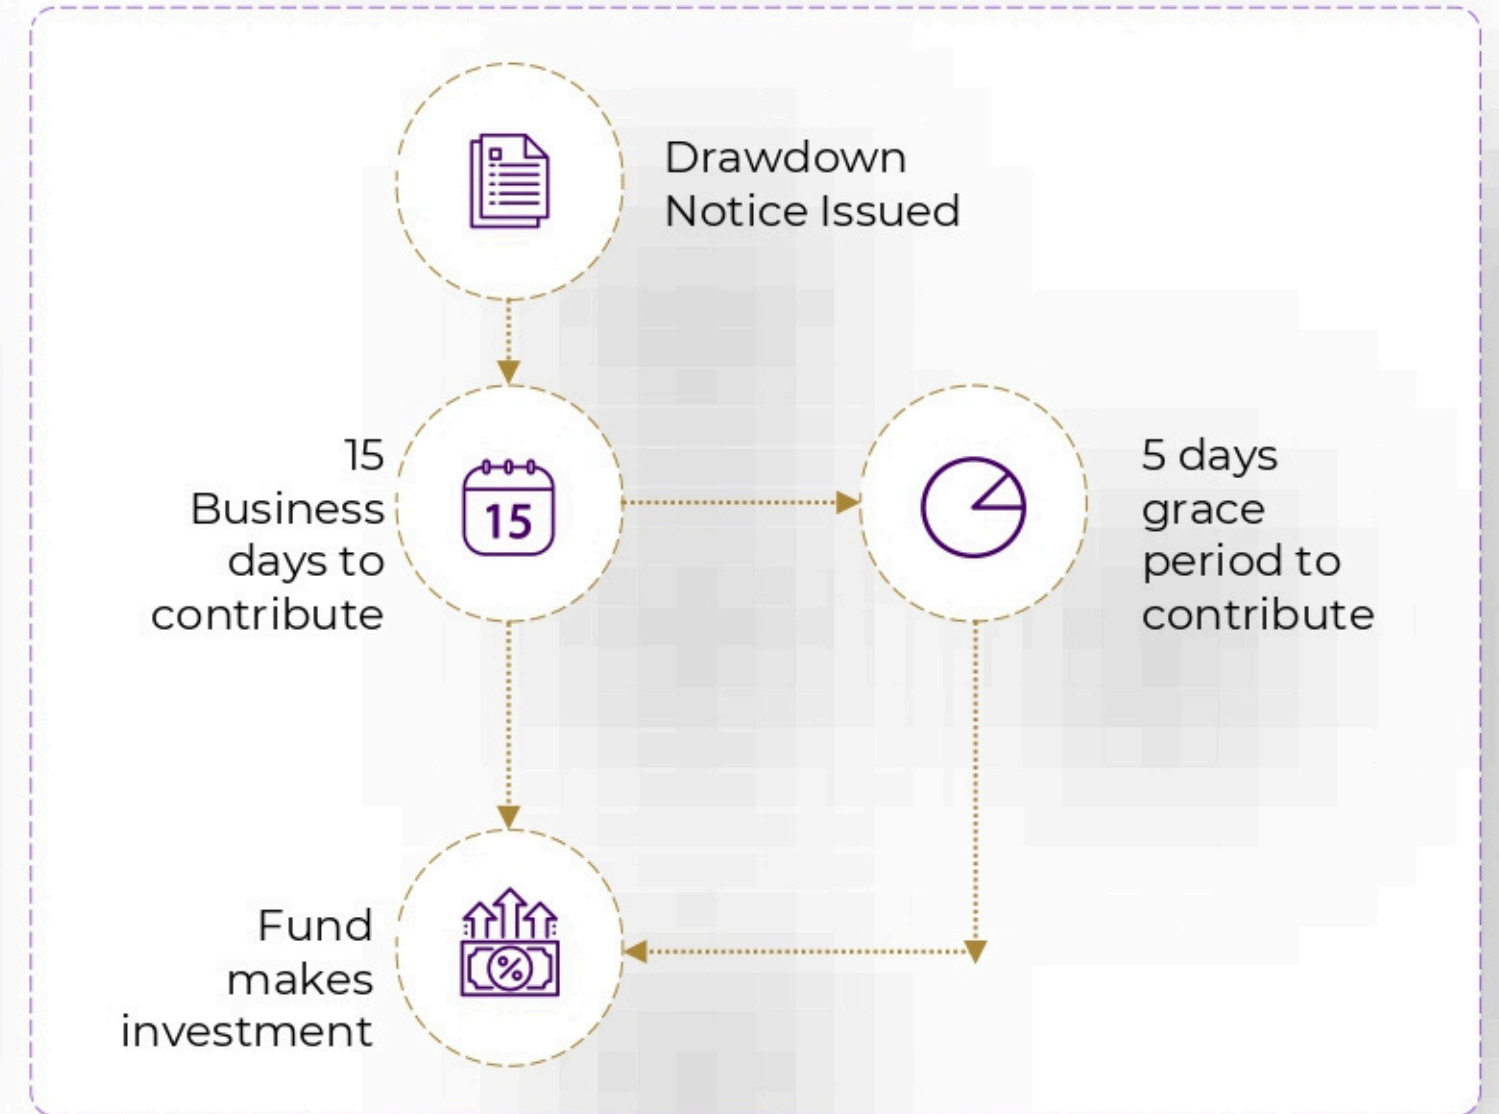 Drawdown
Notice Issued
15
Business
days to
contribute
15
5 days
grace
period to
contribute
Fund
makes
investment
%